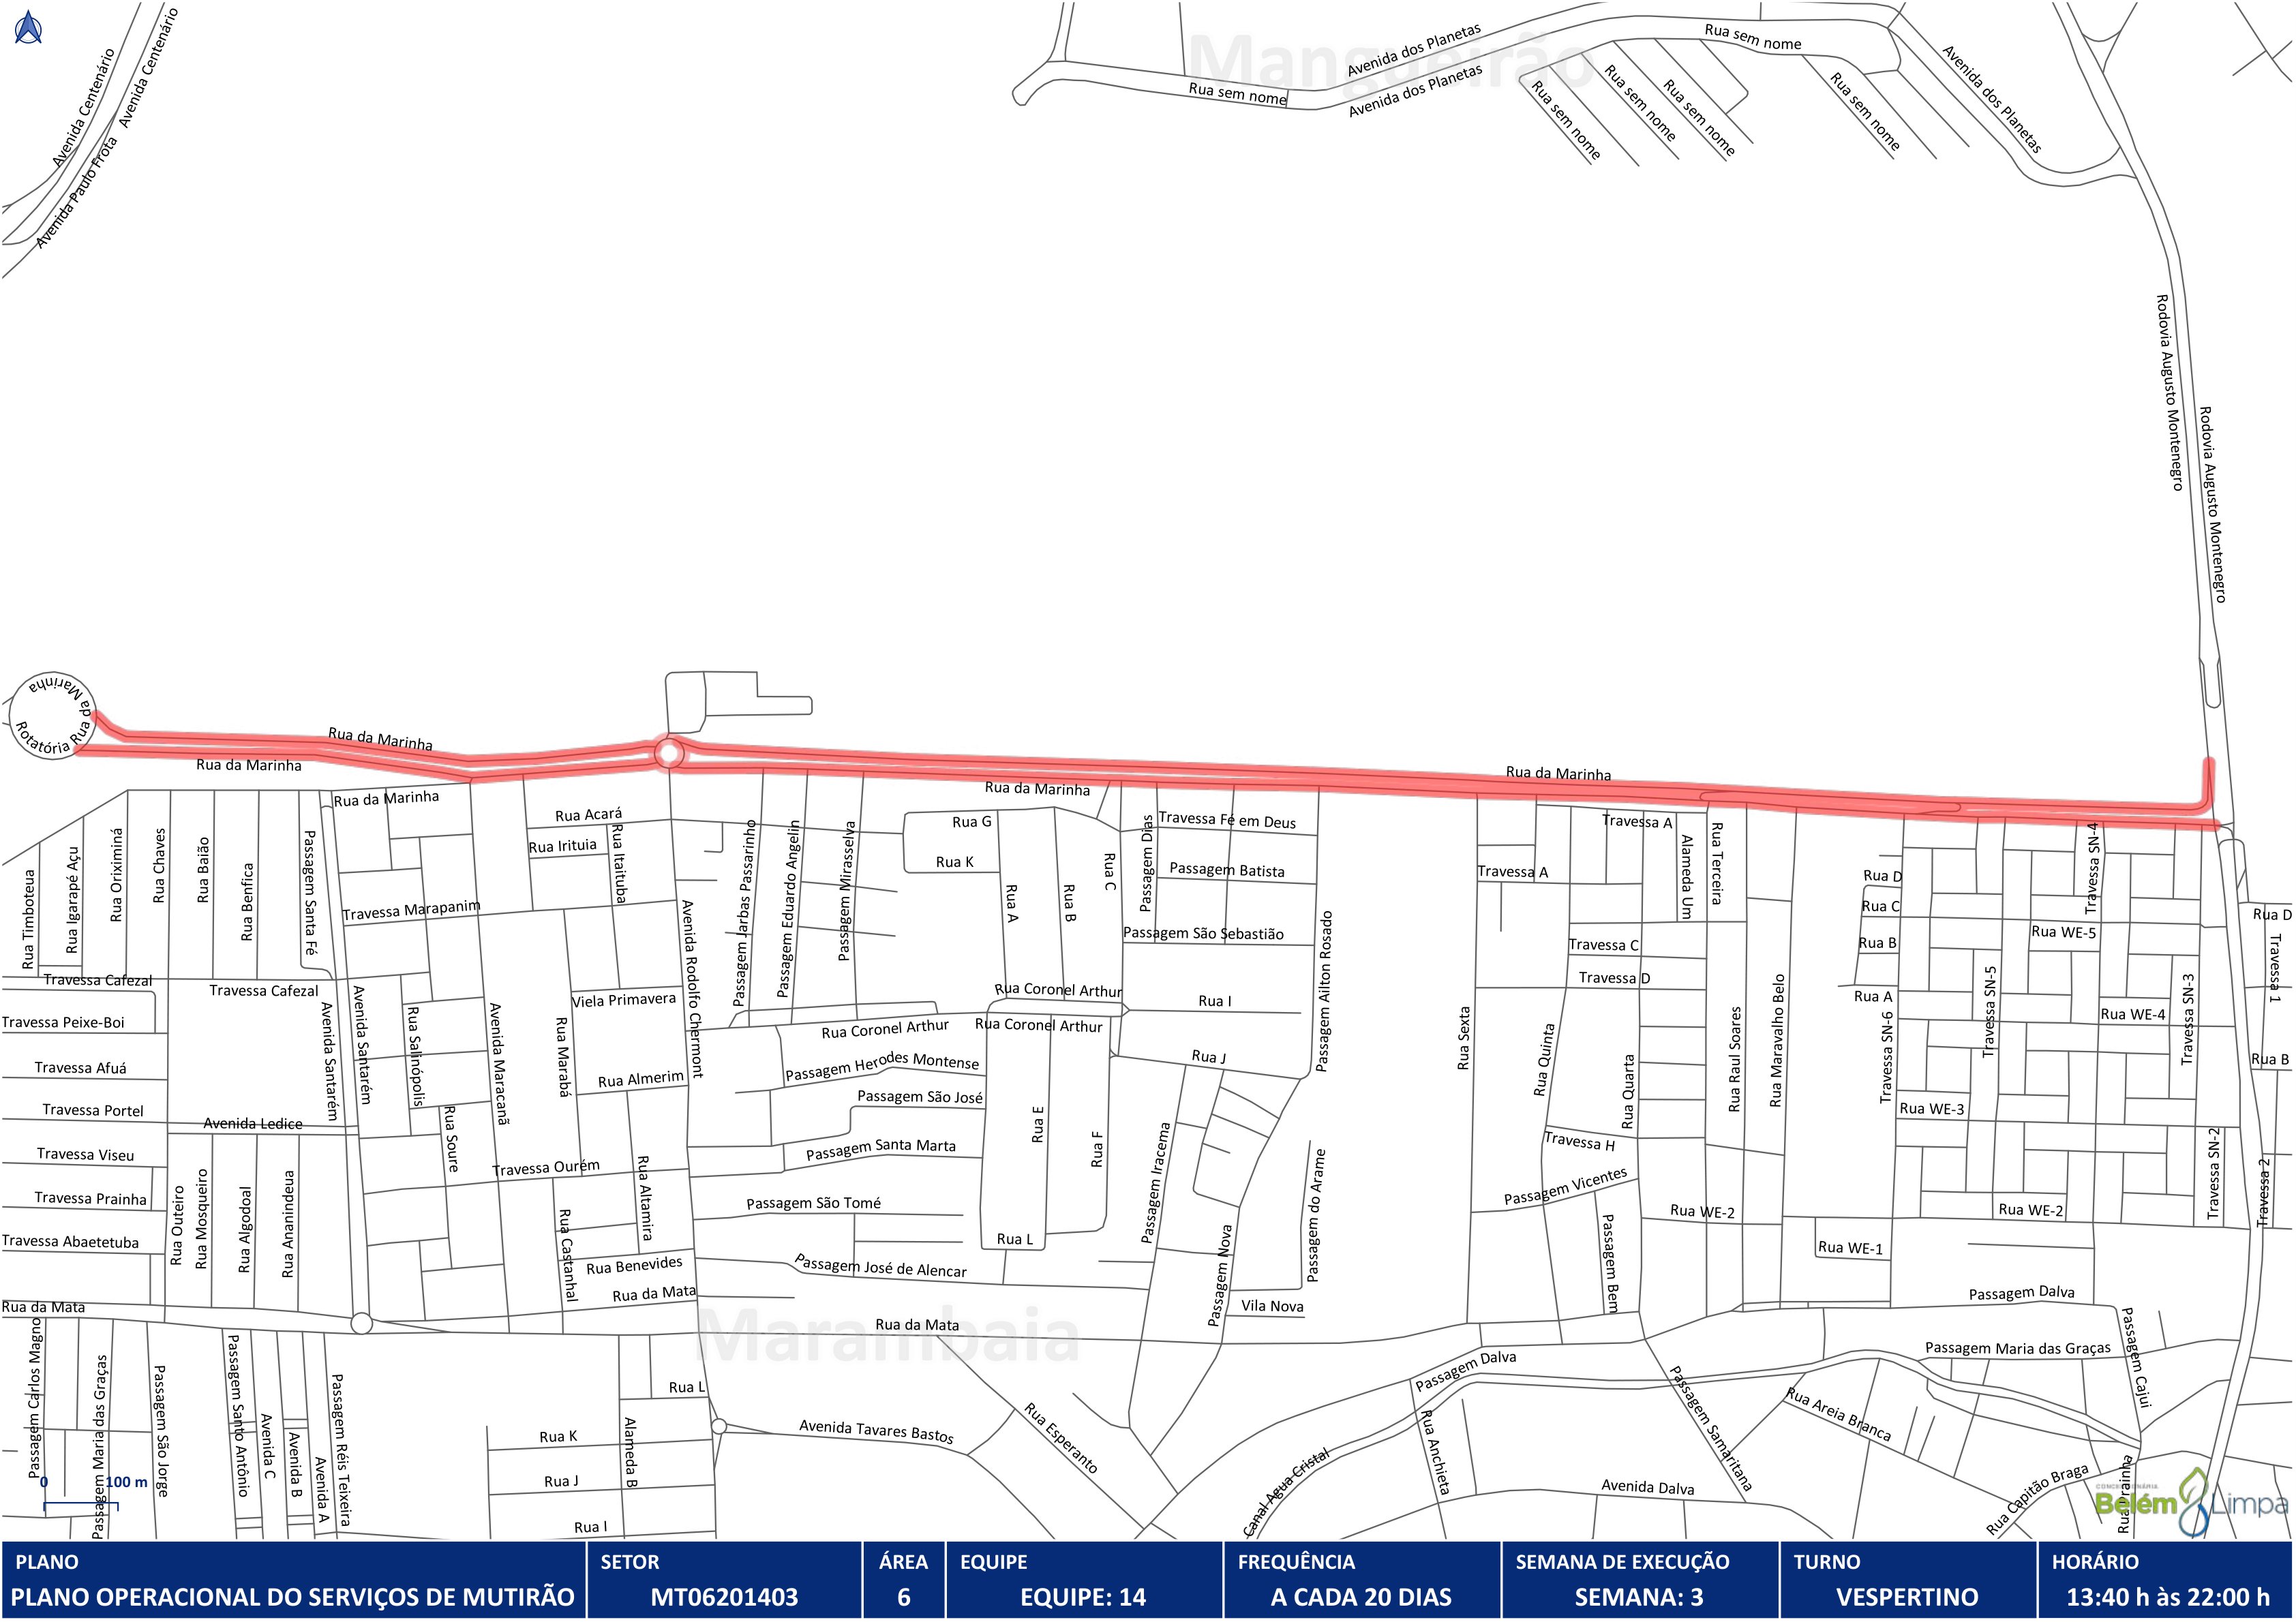 Mangueirão
Avenida Centenário
Avenida Centenário
Avenida Paulo Frota
Avenida dos Planetas
Avenida dos Planetas
Rua sem nome
Rua sem nome
Rua sem nome
Rua sem nome
Rua sem nome
Rua sem nome
Avenida dos Planetas
Rodovia Augusto Montenegro
Rodovia Augusto Montenegro
Rotatória Rua da Marinha
Rua da Marinha
Rua da Marinha
Rua da Marinha
Rua da Marinha
Rua da Marinha
Rua Timboteua
Rua Igarapé Açu
Rua Oriximiná
Rua Chaves
Rua Baião
Rua Benfica
Passagem Santa Fé
Rua Acará
Rua Irituia
Rua Itaituba
Travessa Marapanim
Passagem Jarbas Passarinho
Passagem Eduardo Angelin
Passagem Mirasselva
Rua G
Rua K
Rua A
Rua B
Rua C
Passagem Dias
Travessa Fé em Deus
Passagem Batista
Passagem São Sebastião
Passagem Ailton Rosado
Travessa A
Travessa A
Alameda Um
Rua Terceira
Travessa C
Travessa D
Rua D
Rua C
Rua B
Rua A
Travessa SN-4
Rua WE-5
Rua D
Travessa 1
Travessa Cafezal
Travessa Cafezal
Travessa Peixe-Boi
Travessa Afuá
Travessa Portel
Avenida Ledice
Travessa Viseu
Travessa Prainha
Travessa Abaetetuba
Rua Outeiro
Rua Mosqueiro
Rua Algodoal
Rua Ananiundena
Avenida Santarém
Avenida Santarém
Rua Salinópolis
Rua Soure
Avenida Maracanã
Rua Marabá
Viela Primavera
Avenida Rodolfo Chermont
Rua Almerim
Travessa Ourém
Rua Altamira
Rua Castanhal
Rua Benevides
Rua da Mata
Rua Coronel Arthur
Rua Coronel Arthur
Rua Coronel Arthur
Passagem Herodes Montense
Passagem São José
Passagem Santa Marta
Passagem São Tomé
Passagem José de Alencar
Rua E
Rua F
Rua L
Rua I
Rua J
Passagem Iracema
Passagem Nova
Passagem do Arame
Vila Nova
Rua Sexta
Rua Quinta
Rua Quarta
Travessa H
Passagem Vicentes
Passagem Bem
Rua WE-2
Rua Raul Soares
Rua Maravalho Belo
Travessa SN-6
Travessa SN-5
Rua WE-4
Travessa SN-3
Rua WE-3
Rua WE-2
Rua WE-1
Travessa SN-2
Travessa 2
Rua B
Passagem Dalva
Marambaia
Rua da Mata
Rua da Mata
Passagem Carlos Magno
Passagem Maria das Graças
Passagem São Jorge
Passagem Santo Antônio
Avenida C
Avenida B
Avenida A
Passagem Réis Teixeira
Rua L
Rua K
Rua J
Rua I
Alameda B
Avenida Tavares Bastos
Rua Esperanto
Passagem Dalva
Canal Agua Cristal
Rua Anchieta
Passagem Samaritana
Avenida Dalva
Rua Areia Branca
Passagem Maria das Graças
Passagem Cajuí
Rua Capitão Braga
0 100 m
Belém Limpa
PLANO
PLANO OPERACIONAL DO SERVIÇOS DE MUTIRÃO
SETOR
MT06201403
ÁREA
6
EQUIPE
EQUIPE: 14
FREQUÊNCIA
A CADA 20 DIAS
SEMANA DE EXECUÇÃO
SEMANA: 3
TURNO
VESPERTINO
HORÁRIO
13:40 h às 22:00 h